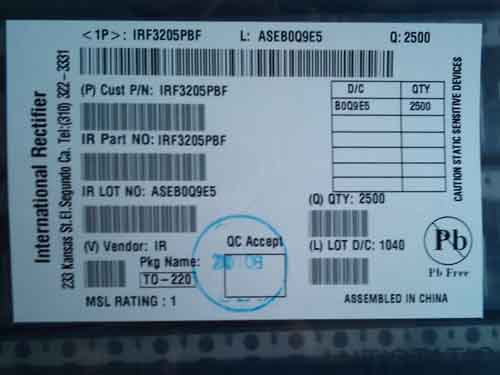 <1P>: IRF3205PBF L: ASEB0Q9E5 Q: 2500
International Rectifier
233 Kansas St. El. Segundo Ca. Tel:(310) 322-3331
(P) Cust P/N: IRF3205PBF
IR Part NO: IRF3205PBF
IR LOT NO: ASEB0Q9E5
(V) Vendor: IR
Pkg Name:
TO-220
MSL RATING : 1
QC Accept
D/C QTY
B0Q9E5 2500
(Q) QTY: 2500
(L) LOT D/C: 1040
Pb
Pb Free
ASSEMBLED IN CHINA
CAUTION STATIC SENSITIVE DEVICES